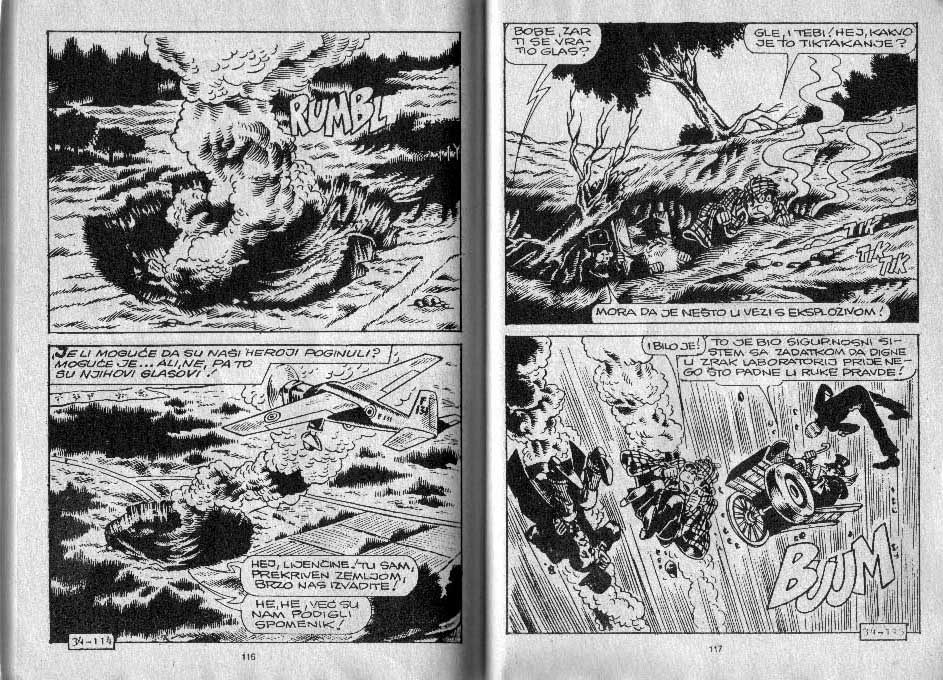 RUMBL
JE LI MOGUĆE DA SU NAŠI HEROJI POGINULI?
MOGUĆE JE... ALI, NE, PA TO
SU NJIHOVI GLASOVI!
HEJ, LIJENČINE! TU SAM,
PREKRIVEN ZEMLJOM,
BRZO NAS IZVADITE!
HE, HE, VEĆ SU
NAM PODIGLI
SPOMENIK!
34-114
116
BOBE, ZAR
TI SE VRA-
TIO GLAS?
GLE, I TEBI! HEJ, KAKVO
JE TO TIKTAKANJE?
TIK
TIK
TIK
MORA DA JE NEŠTO U VEZI S EKSPLOZIVOM!
I BILO JE!
TO JE BIO SIGURNOSNI SI-
STEM SA ZADATKOM DA DIGNE
U ZRAK LABORATORIJ PRIJE NE-
GO ŠTO PADNE U RUKE PRAVDE!
BUUM
117